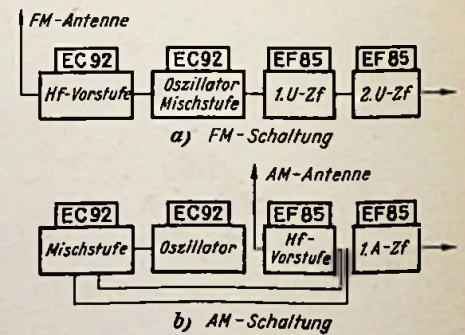 FM-Antenne
EC92 EC92 EF85 EF85
Hf-Vorstufe Oszillator Mischstufe 1.U-Zf 2.U-Zf
a) FM-Schaltung
AM-Antenne
EC92 EC92 EF85 EF85
Mischstufe Oszillator Hf-Vorstufe 1.A-Zf
b) AM-Schaltung